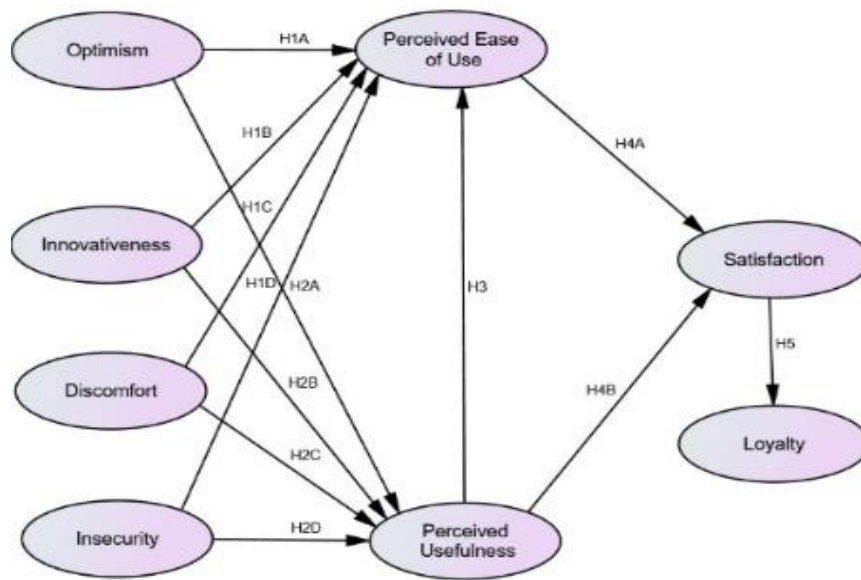 Optimism
H1A
Perceived Ease
of Use
H1B
H4A
H1C
Innovativeness
Satisfaction
H1D
H2A
H3
H5
Discomfort
H2B
H4B
Loyalty
H2C
Insecurity
H2D
Perceived
Usefulness